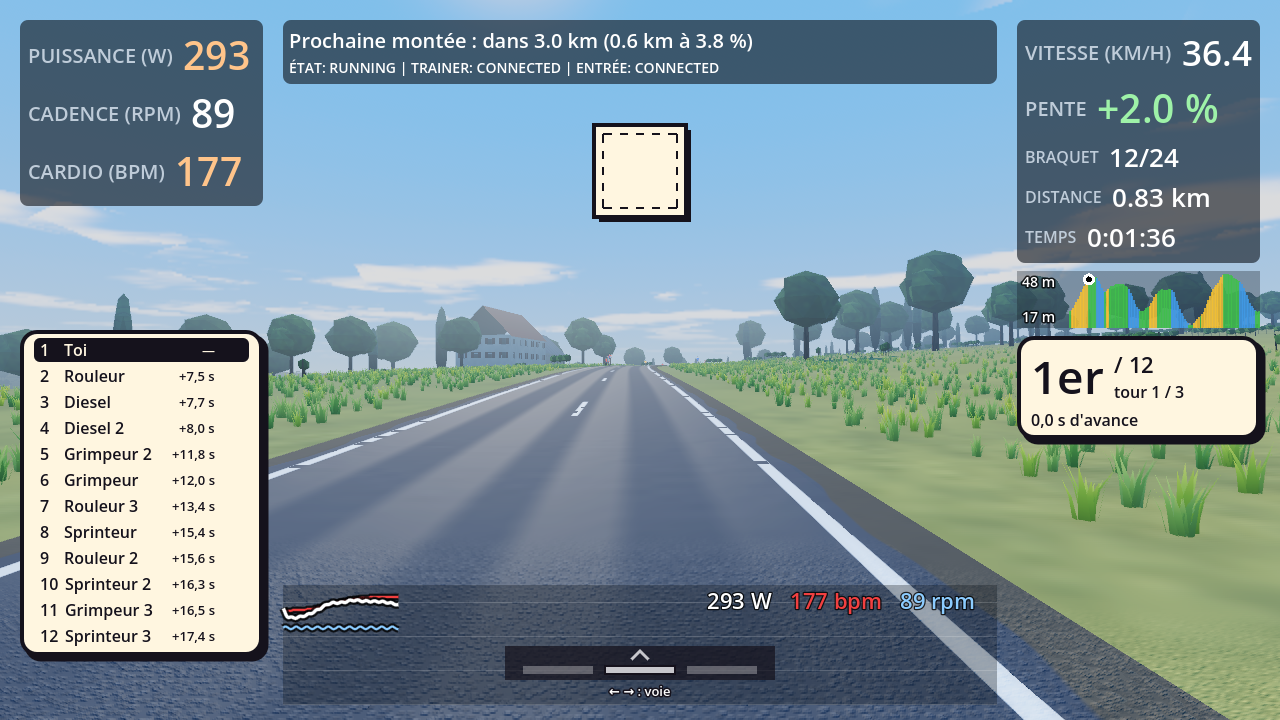 PUISSANCE (W) 293
CADENCE (RPM) 89
CARDIO (BPM) 177
Prochaine montée : dans 3.0 km (0.6 km à 3.8 %)
ÉTAT: RUNNING | TRAINER: CONNECTED | ENTRÉE: CONNECTED
VITESSE (KM/H) 36.4
PENTE +2.0 %
BRAQUET 12/24
DISTANCE 0.83 km
TEMPS 0:01:36
48 m
17 m
1er / 12
tour 1 / 3
0,0 s d'avance
1 Toi —
2 Rouleur +7,5 s
3 Diesel +7,7 s
4 Diesel 2 +8,0 s
5 Grimpeur 2 +11,8 s
6 Grimpeur +12,0 s
7 Rouleur 3 +13,4 s
8 Sprinteur +15,4 s
9 Rouleur 2 +15,6 s
10 Sprinteur 2 +16,3 s
11 Grimpeur 3 +16,5 s
12 Sprinteur 3 +17,4 s
293 W 177 bpm 89 rpm
← → : voie